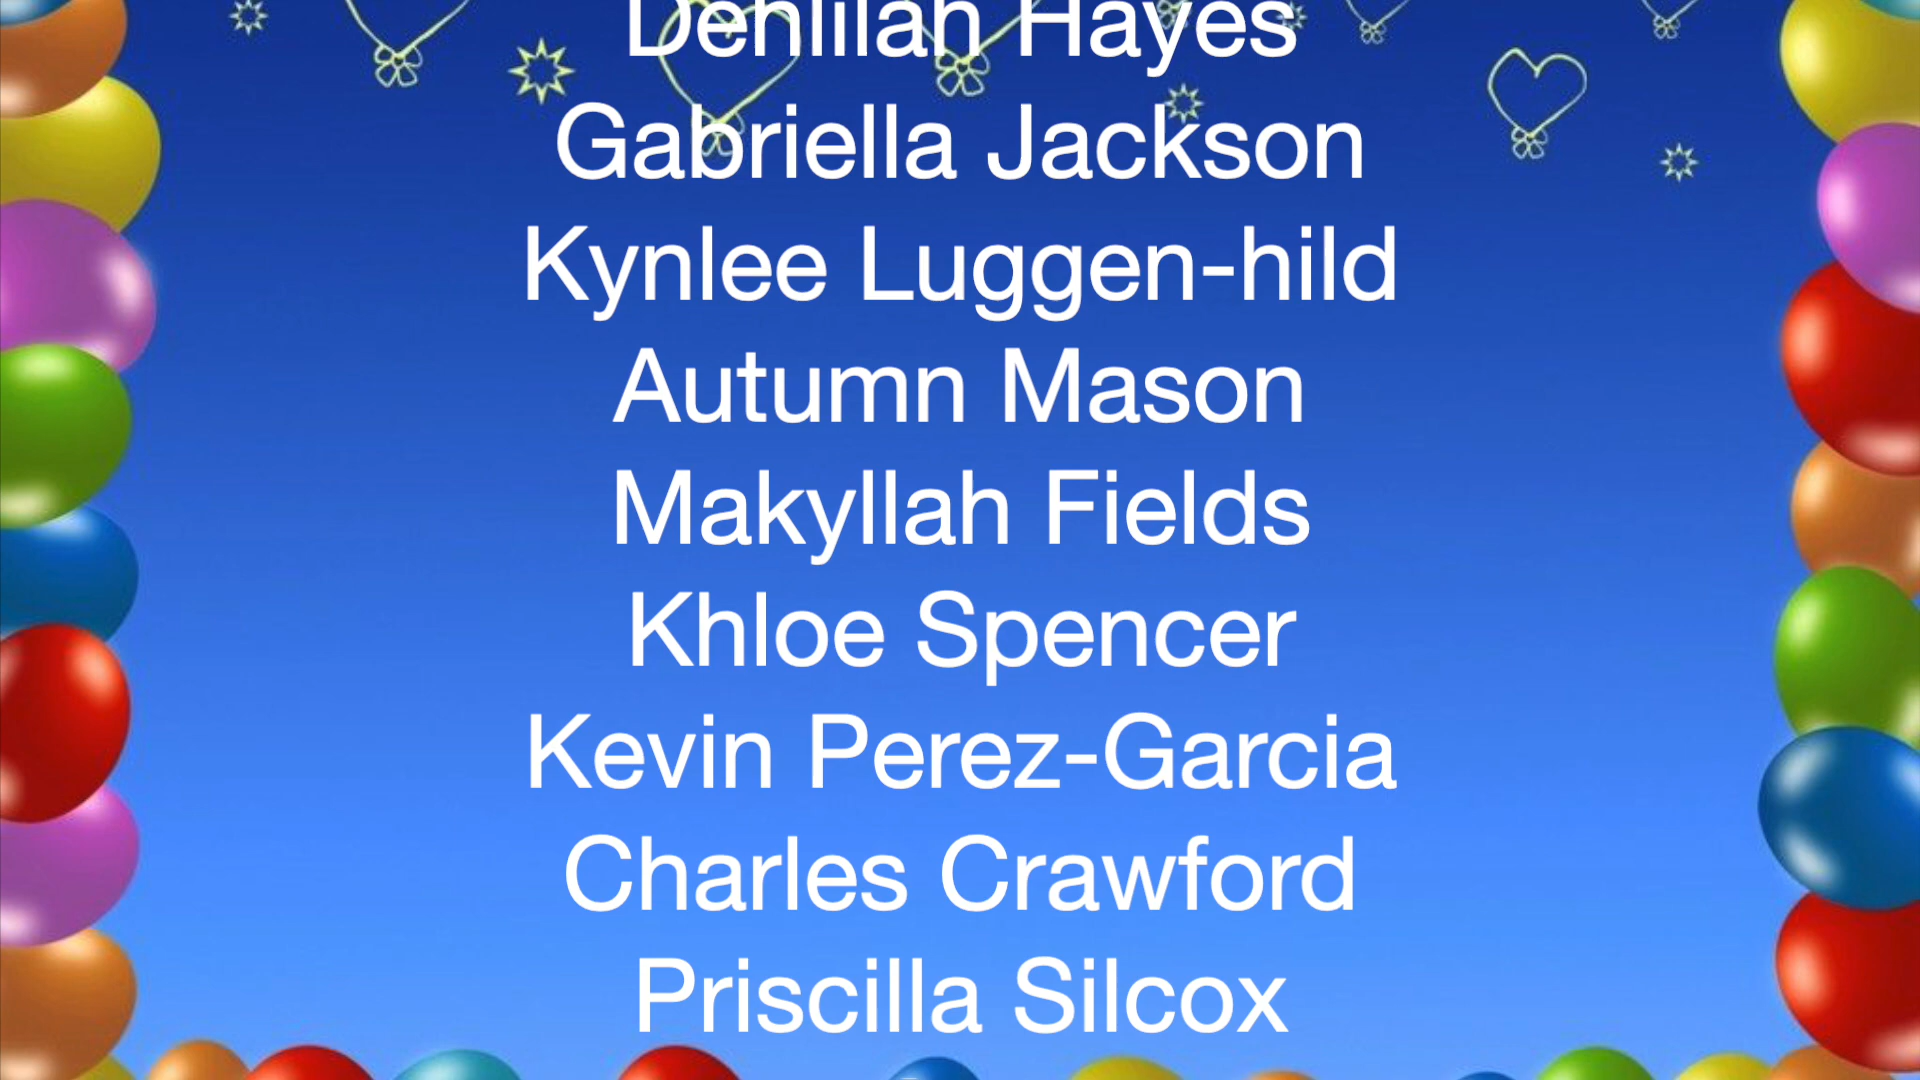 Dehlilah Hayes
Gabriella Jackson
Kynlee Luggen-hild
Autumn Mason
Makyllah Fields
Khloe Spencer
Kevin Perez-Garcia
Charles Crawford
Priscilla Silcox